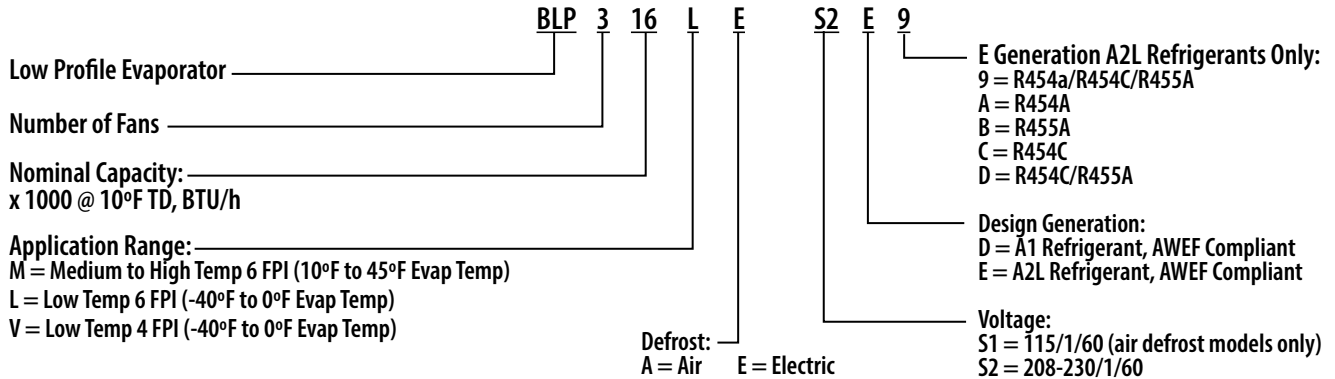 BLP 3 16 L E S2 E 9
Low Profile Evaporator
Number of Fans
Nominal Capacity:
x 1000 @ 10ºF TD, BTU/h
Application Range:
M = Medium to High Temp 6 FPI (10ºF to 45ºF Evap Temp)
L = Low Temp 6 FPI (-40ºF to 0ºF Evap Temp)
V = Low Temp 4 FPI (-40ºF to 0ºF Evap Temp)
Defrost:
A = Air E = Electric
E Generation A2L Refrigerants Only:
9 = R454a/R454C/R455A
A = R454A
B = R455A
C = R454C
D = R454C/R455A
Design Generation:
D = A1 Refrigerant, AWEF Compliant
E = A2L Refrigerant, AWEF Compliant
Voltage:
S1 = 115/1/60 (air defrost models only)
S2 = 208-230/1/60